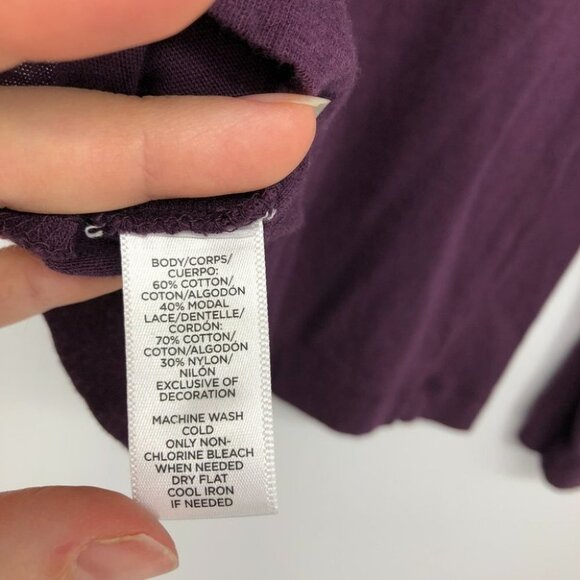 BODY/CORPS/
CUERPO:
60% COTTON/
COTON/ALGODÓN
40% MODAL
LACE/DENTELLE/
CORDÓN:
70% COTTON/
COTON/ALGODÓN
30% NYLON/
NILÓN
EXCLUSIVE OF
DECORATION
MACHINE WASH
COLD
ONLY NON-
CHLORINE BLEACH
WHEN NEEDED
DRY FLAT
COOL IRON
IF NEEDED